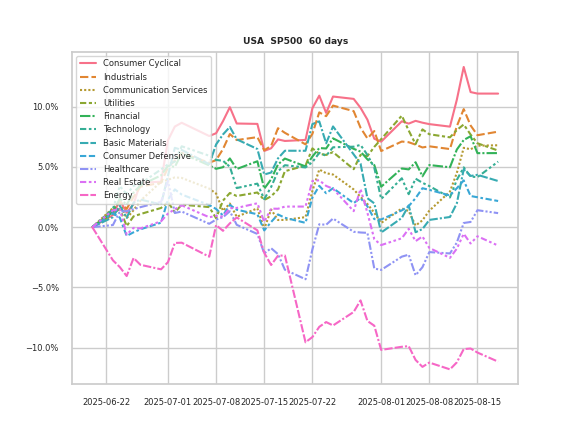 USA  SP500  60 days
Consumer Cyclical
Industrials
Communication Services
Utilities
Financial
Technology
Basic Materials
Consumer Defensive
Healthcare
Real Estate
Energy
10.0%
5.0%
0.0%
−5.0%
−10.0%
2025-06-22 2025-07-01 2025-07-08 2025-07-15 2025-07-22 2025-08-01 2025-08-08 2025-08-15